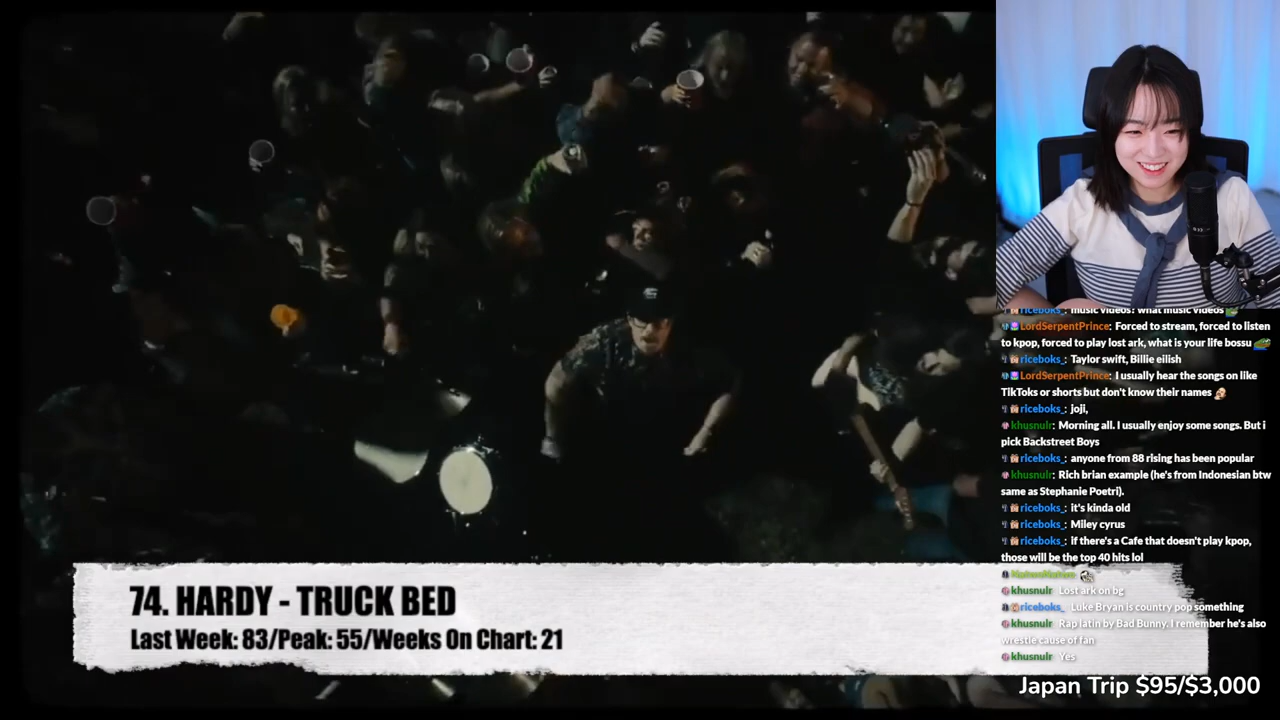 74. HARDY - TRUCK BED
Last Week: 83/Peak: 55/Weeks On Chart: 21
riceboks_: music videos? what music videos
LordSerpentPrince: Forced to stream, forced to listen
to kpop, forced to play lost ark, what is your life bossu
riceboks_: Taylor swift, Billie eilish
LordSerpentPrince: I usually hear the songs on like
TikToks or shorts but don't know their names
riceboks_: joji,
khusnulr: Morning all. I usually enjoy some songs. But i
pick Backstreet Boys
riceboks_: anyone from 88 rising has been popular
khusnulr: Rich brian example (he's from Indonesian btw
same as Stephanie Poetri).
riceboks_: it's kinda old
riceboks_: Miley cyrus
riceboks_: if there's a Cafe that doesn't play kpop,
those will be the top 40 hits lol
khusnulr: Lost ark on bg
riceboks_: Luke Bryan is country pop something
khusnulr: Rap latin by Bad Bunny. I remember he's also
wrestle cause of fan
khusnulr: Yes
Japan Trip $95/$3,000